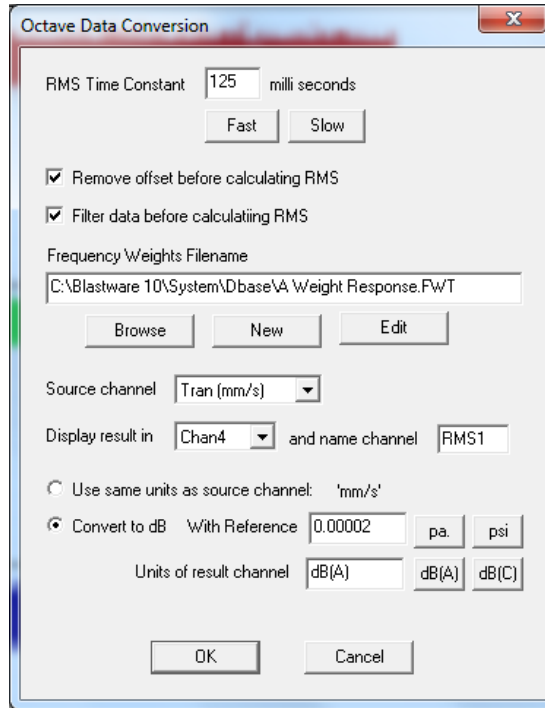 Octave Data Conversion
RMS Time Constant 125 milli seconds
Fast Slow
Remove offset before calculating RMS
Filter data before calculatiing RMS
Frequency Weights Filename
C:\Blastware 10\System\Dbase\A Weight Response.FWT
Browse New Edit
Source channel Tran (mm/s)
Display result in Chan4 and name channel RMS1
Use same units as source channel: 'mm/s'
Convert to dB With Reference 0.00002 pa. psi
Units of result channel dB(A) dB(A) dB(C)
OK Cancel